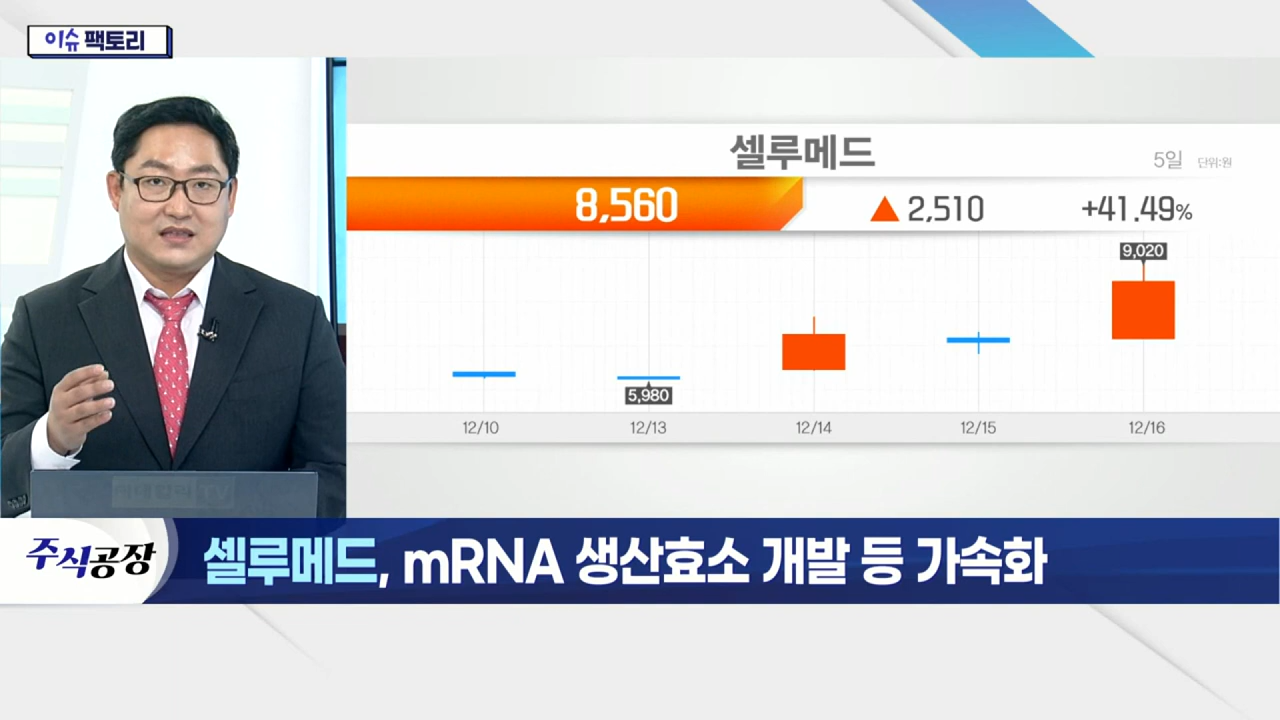 이슈 팩토리
셀루메드
5일 단위:원
8,560 ▲ 2,510 +41.49%
9,020
5,980
12/10 12/13 12/14 12/15 12/16
주식공장
셀루메드, mRNA 생산효소 개발 등 가속화